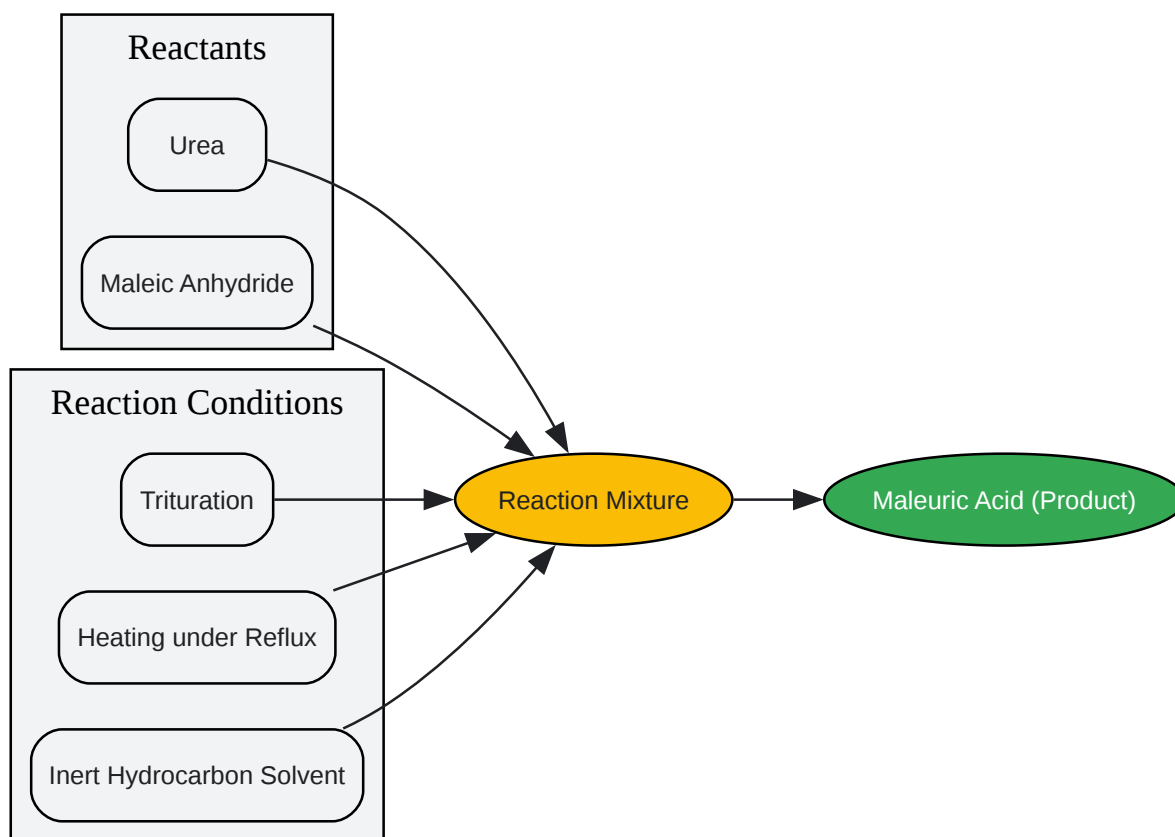 Reactants
Urea
Maleic Anhydride
Reaction Conditions
Trituration
Heating under Reflux
Inert Hydrocarbon Solvent
Reaction Mixture
Maleuric Acid (Product)